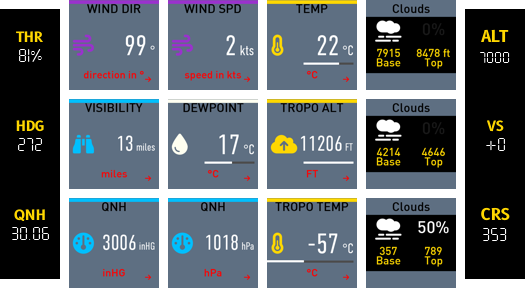 THR
81%
HDG
272
QNH
30.06
WIND DIR
99 °
direction in °
WIND SPD
2 kts
speed in kts
TEMP
22 °C
°C
Clouds
0%
7915 8478 ft
Base Top
VISIBILITY
13 miles
miles
DEWPOINT
17 °C
°C
TROPO ALT
11206 FT
FT
Clouds
0%
4214 4646
Base Top
QNH
3006 inHG
inHG
QNH
1018 hPa
hPa
TROPO TEMP
-57 °C
°C
Clouds
50%
357 789
Base Top
ALT
7000
VS
+0
CRS
353